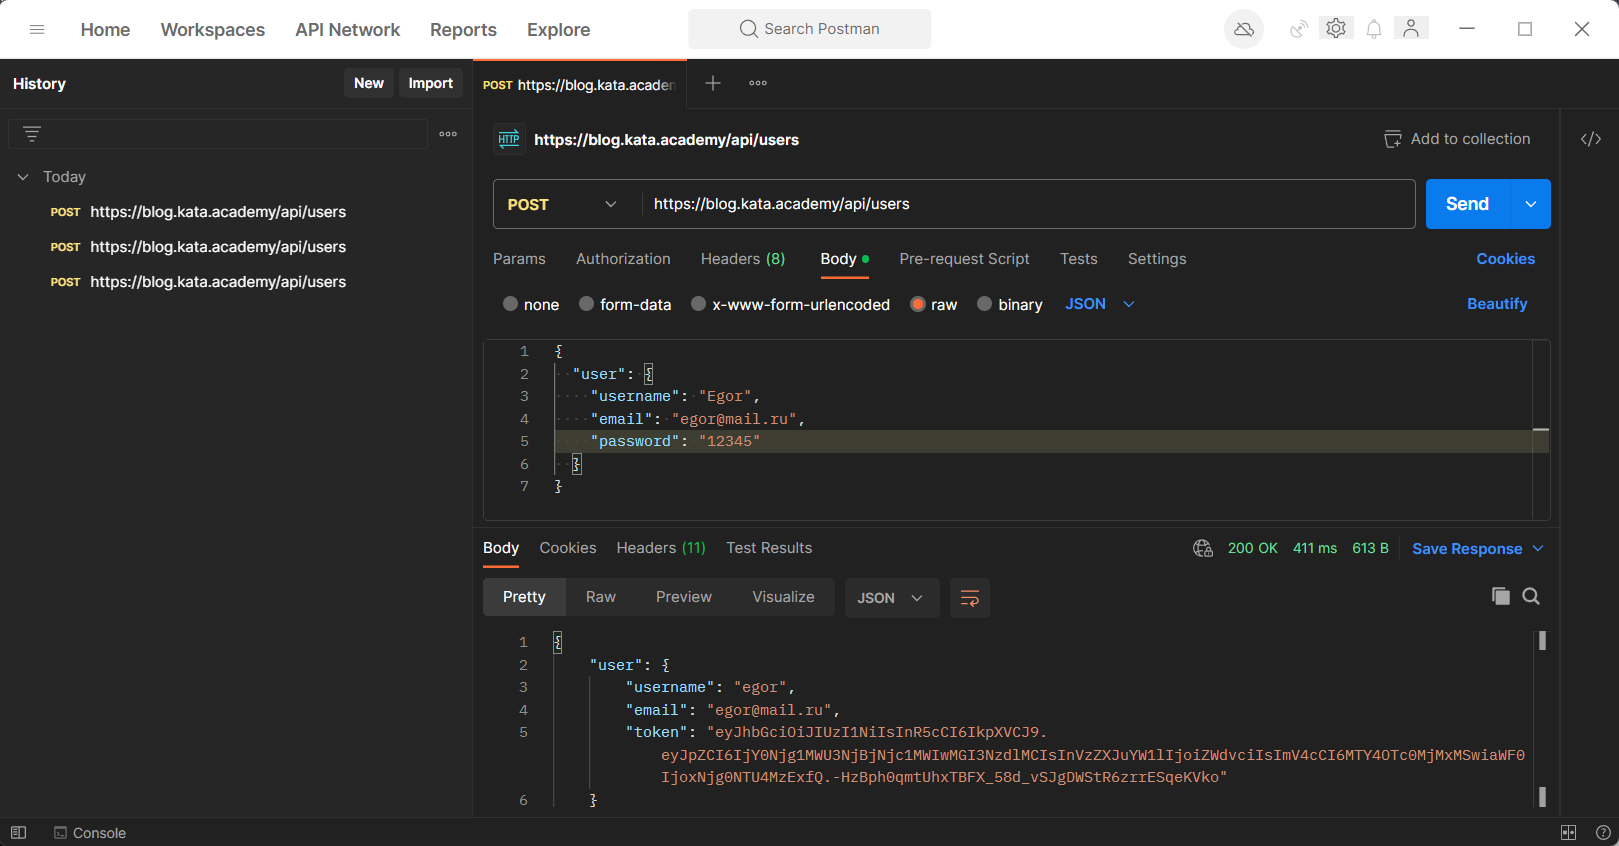 Home Workspaces API Network Reports Explore Search Postman
History New Import POST https://blog.kata.academ
HTTP https://blog.kata.academy/api/users Add to collection
Today
POST https://blog.kata.academy/api/users
POST https://blog.kata.academy/api/users
POST https://blog.kata.academy/api/users
POST https://blog.kata.academy/api/users Send
Params Authorization Headers (8) Body Pre-request Script Tests Settings Cookies
none form-data x-www-form-urlencoded raw binary JSON Beautify
1 {
2 "user": {
3 "username": "Egor",
4 "email": "egor@mail.ru",
5 "password": "12345"
6 }
7 }
Body Cookies Headers (11) Test Results 200 OK 411 ms 613 B Save Response
Pretty Raw Preview Visualize JSON
1 {
2 "user": {
3 "username": "egor",
4 "email": "egor@mail.ru",
5 "token": "eyJhbGciOiJIUzI1NiIsInR5cCI6IkpXVCJ9.
eyJpZCI6IjY0Njg1MWU3NjBjNjc1MWIwMGI3NzdlMCIsInVzZXJuYW1lIjoiZWdvciIsImV4cCI6MTY4OTc0MjMxMSwiaWF0
IjoxNjg0NTU4MzExfQ.-HzBph0qmtUhxTBFX_58d_vSJgDWStR6zrrESqeKVko"
6 }
Console